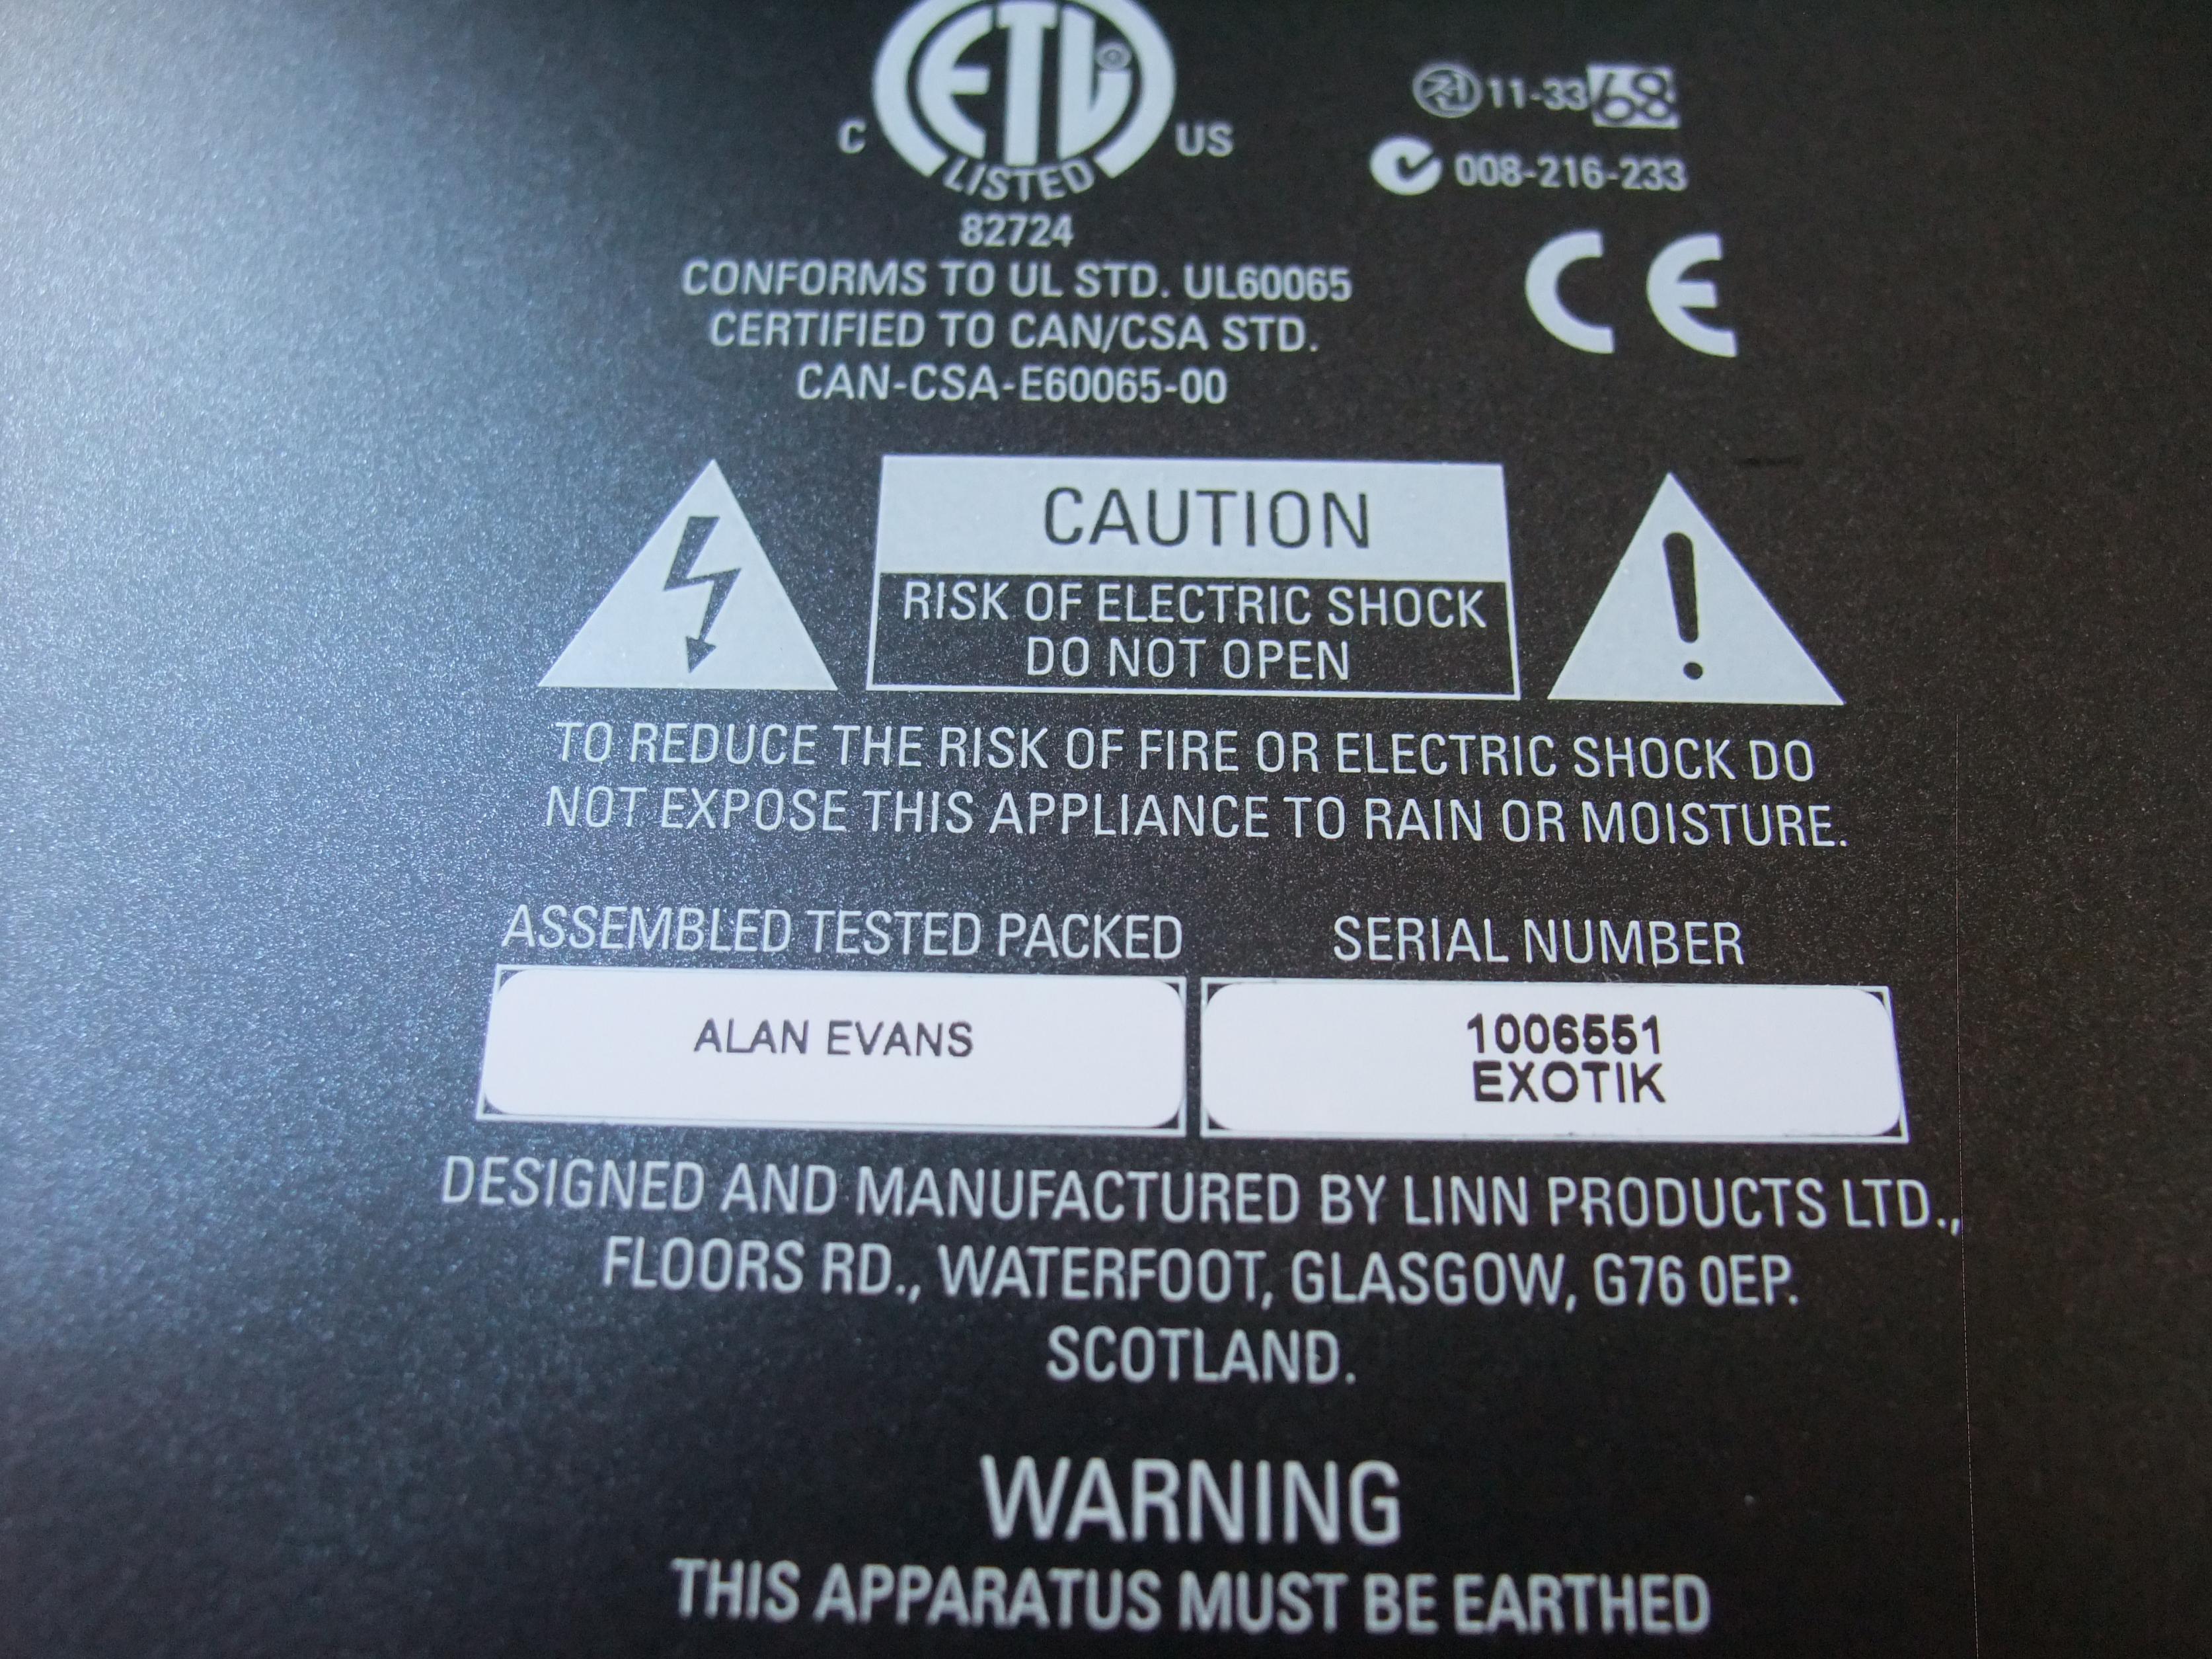 ETL
LISTED
C US
82724
CONFORMS TO UL STD. UL60065
CERTIFIED TO CAN/CSA STD.
CAN-CSA-E60065-00
11-3368
008-216-233
CE
CAUTION
RISK OF ELECTRIC SHOCK
DO NOT OPEN
TO REDUCE THE RISK OF FIRE OR ELECTRIC SHOCK DO
NOT EXPOSE THIS APPLIANCE TO RAIN OR MOISTURE.
ASSEMBLED TESTED PACKED
ALAN EVANS
SERIAL NUMBER
1006551
EXOTIK
DESIGNED AND MANUFACTURED BY LINN PRODUCTS LTD.,
FLOORS RD., WATERFOOT, GLASGOW, G76 0EP.
SCOTLAND.
WARNING
THIS APPARATUS MUST BE EARTHED